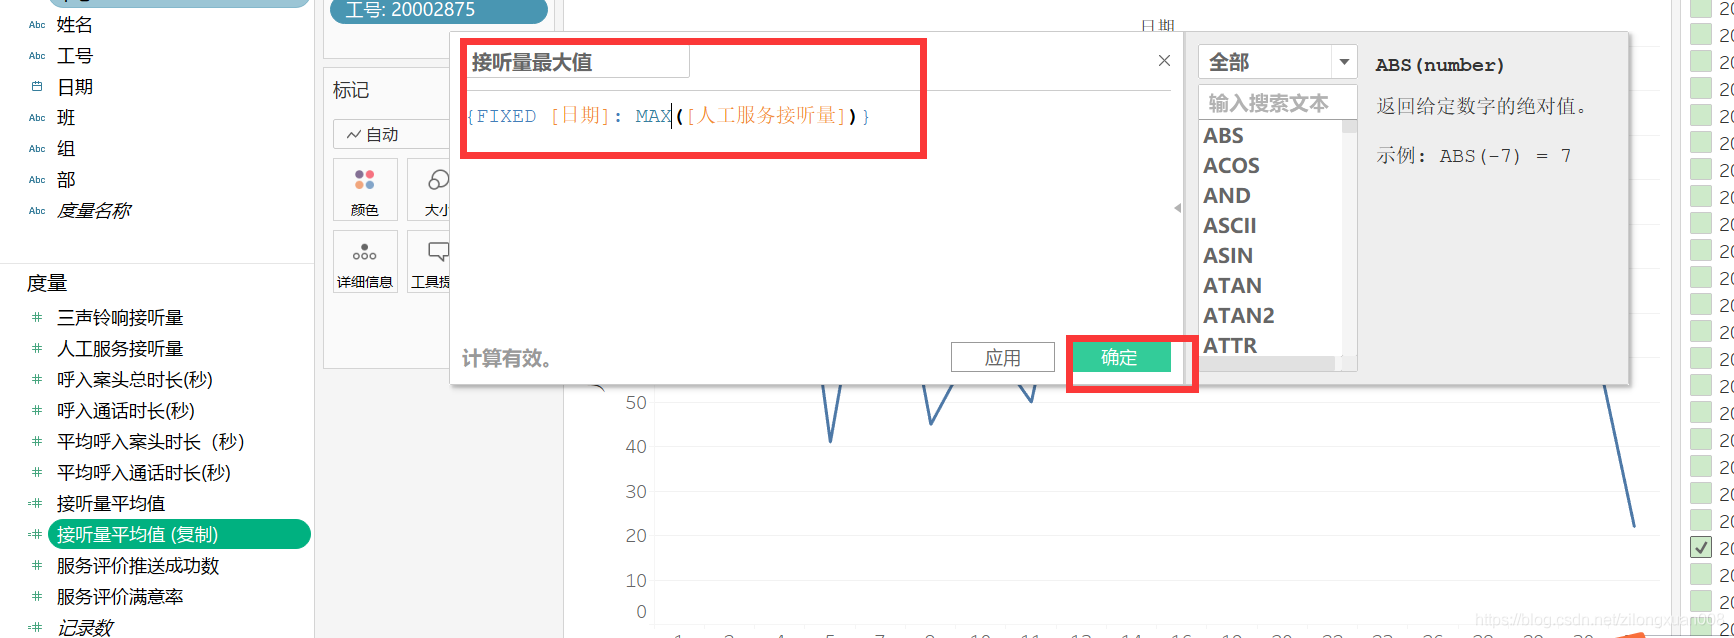 Abc 姓名
Abc 工号
日期
Abc 班
Abc 组
Abc 部
Abc 度量名称
度量
三声铃响接听量
人工服务接听量
呼入案头总时长(秒)
呼入通话时长(秒)
平均呼入案头时长（秒）
平均呼入通话时长(秒)
接听量平均值
接听量平均值 (复制)
服务评价推送成功数
服务评价满意率
记录数
工号: 20002875
标记
自动
颜色
大小
详细信息
工具提
日期
接听量最大值
{FIXED [日期]: MAX([人工服务接听量])}
计算有效。
应用
确定
全部
输入搜索文本
ABS
ACOS
AND
ASCII
ASIN
ATAN
ATAN2
ATTR
ABS(number)
返回给定数字的绝对值。
示例: ABS(-7) = 7
50
40
30
20
10
0